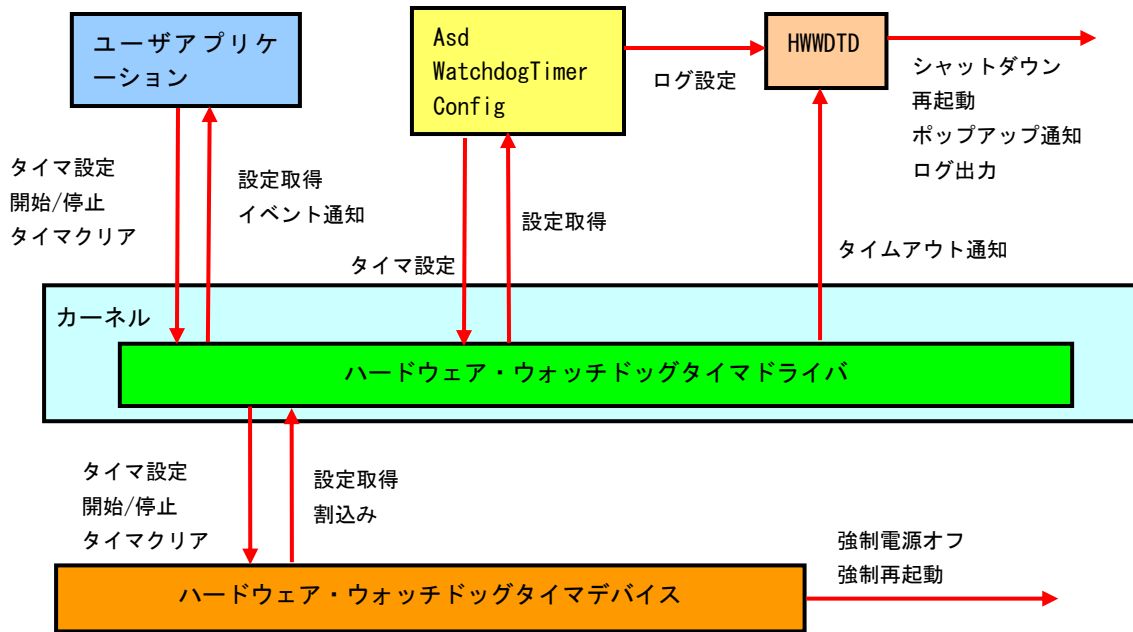 ユーザアプリケ
ーション
Asd
WatchdogTimer
Config
HWWDTD
ログ設定
シャットダウン
再起動
ポップアップ通知
ログ出力
タイマ設定
開始/停止
タイマクリア
設定取得
イベント通知
タイマ設定
設定取得
タイムアウト通知
カーネル
ハードウェア・ウォッチドッグタイマドライバ
タイマ設定
開始/停止
タイマクリア
設定取得
割込み
強制電源オフ
強制再起動
ハードウェア・ウォッチドッグタイマデバイス